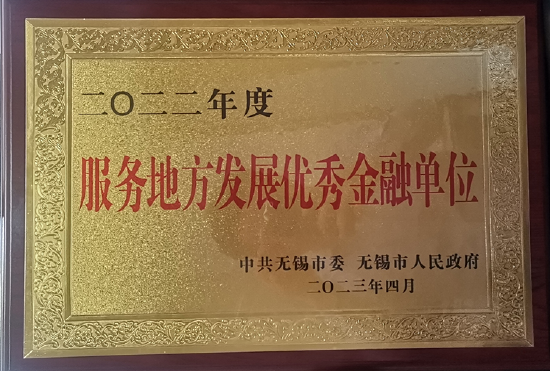 二〇二二年度
服务地方发展优秀金融单位
中共无锡市委 无锡市人民政府
二〇二三年四月